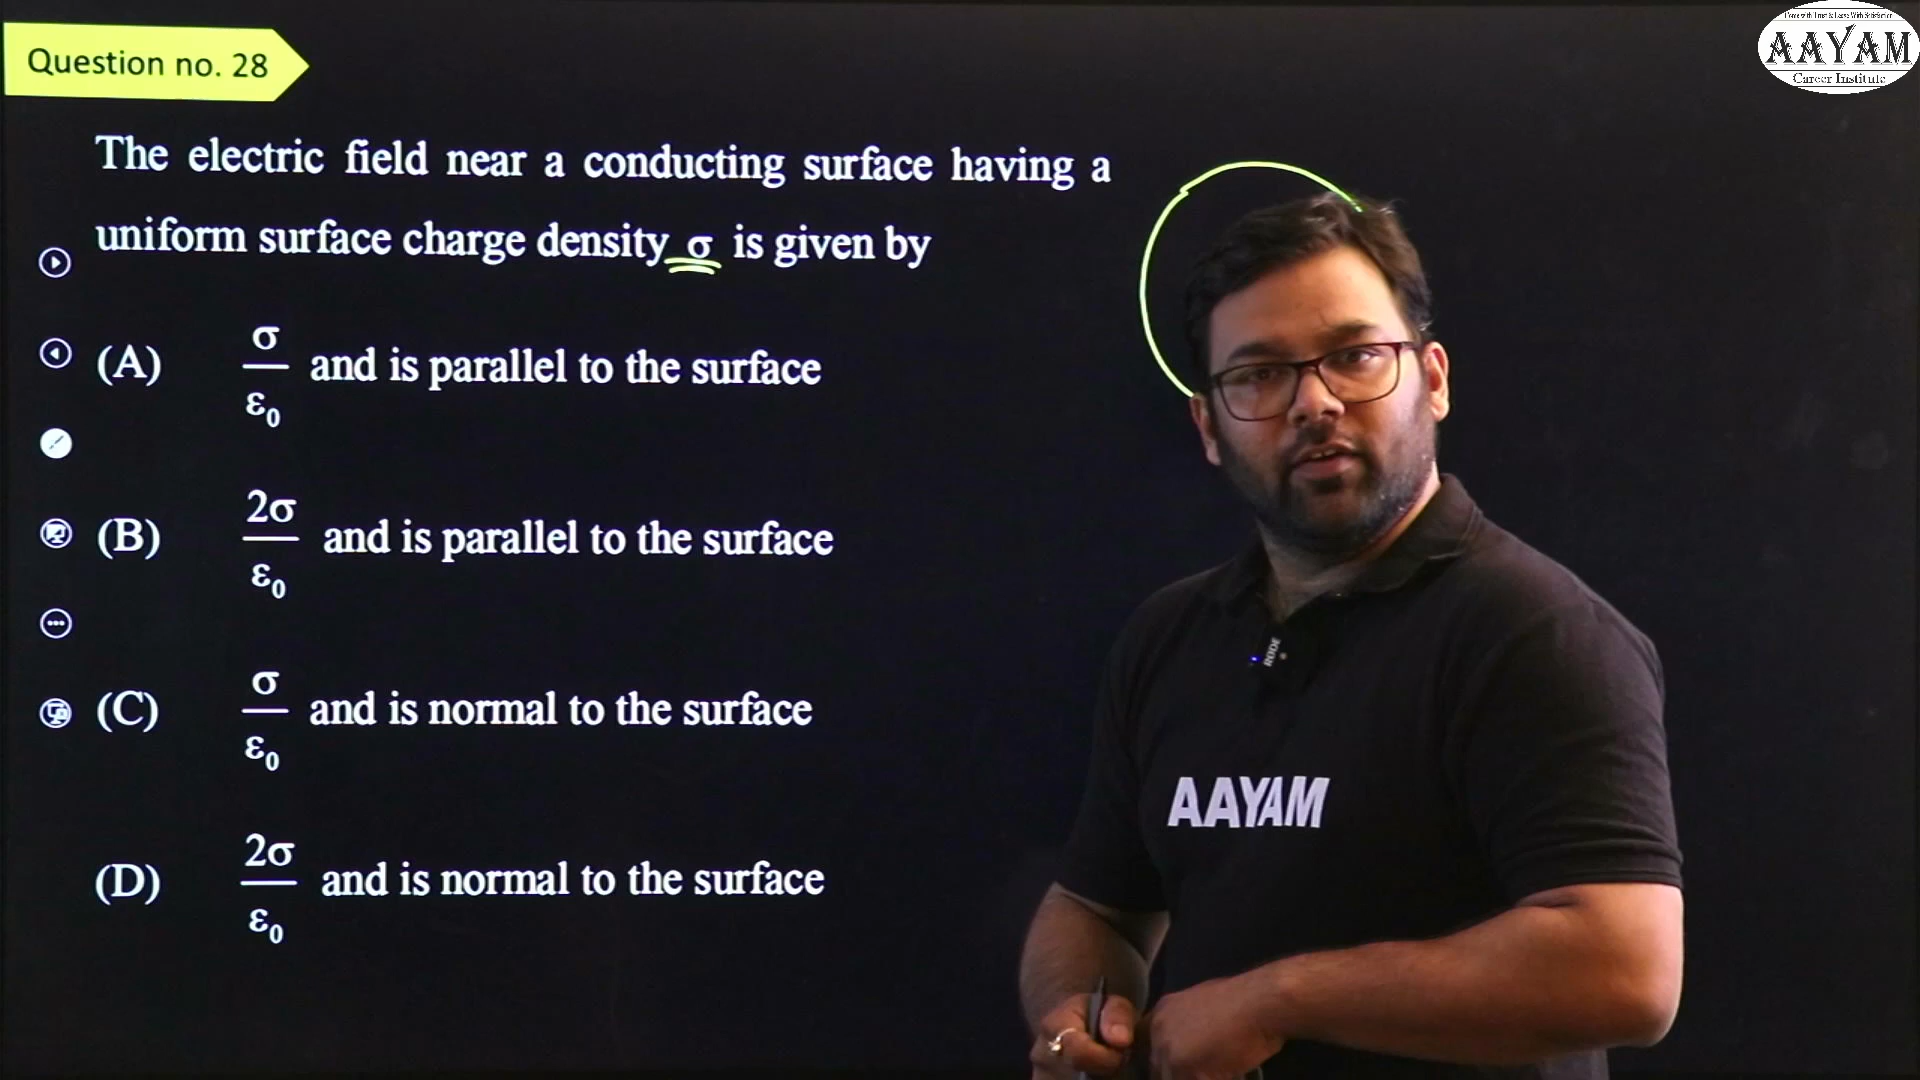 Question no. 28
AAYAM
Career Institute
The electric field near a conducting surface having a
uniform surface charge density σ is given by
(A) σ/ε₀ and is parallel to the surface
(B) 2σ/ε₀ and is parallel to the surface
(C) σ/ε₀ and is normal to the surface
(D) 2σ/ε₀ and is normal to the surface
RODE
AAYAM